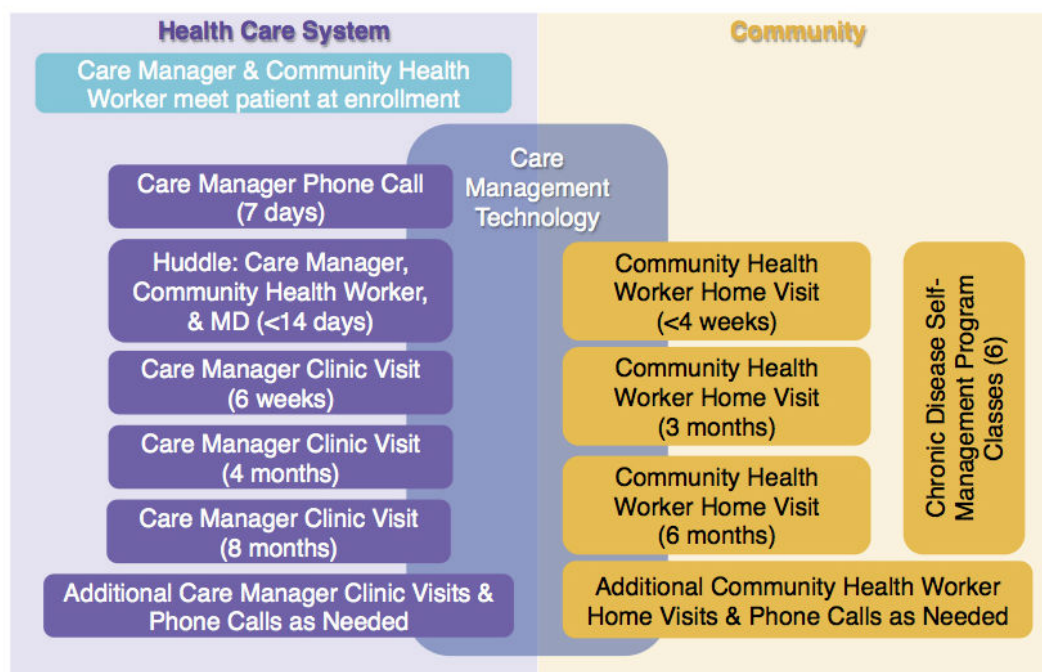 Health Care System
Community
Care Manager & Community Health
Worker meet patient at enrollment
Care
Management
Technology
Care Manager Phone Call
(7 days)
Huddle: Care Manager,
Community Health Worker,
& MD (<14 days)
Care Manager Clinic Visit
(6 weeks)
Care Manager Clinic Visit
(4 months)
Care Manager Clinic Visit
(8 months)
Additional Care Manager Clinic Visits &
Phone Calls as Needed
Community Health
Worker Home Visit
(<4 weeks)
Community Health
Worker Home Visit
(3 months)
Community Health
Worker Home Visit
(6 months)
Chronic Disease Self-
Management Program
Classes (6)
Additional Community Health Worker
Home Visits & Phone Calls as Needed